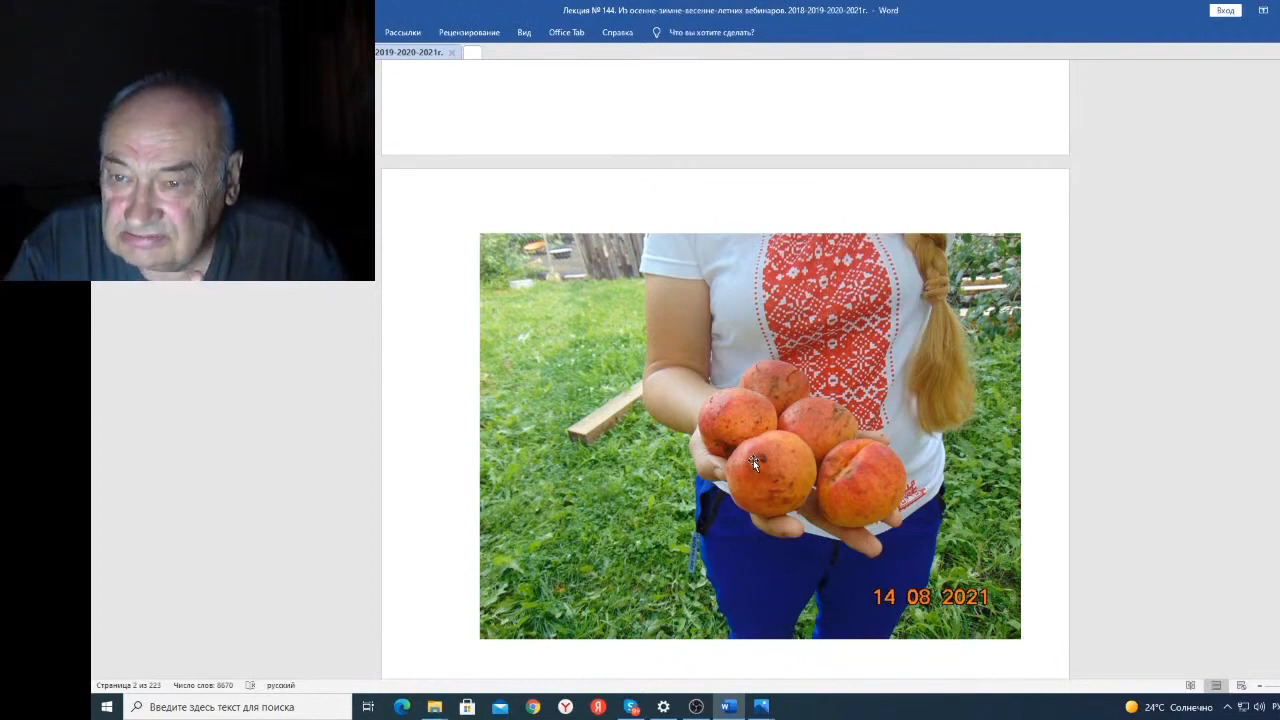 Лекция № 144. Из осенне-зимне-весенне-летних вебинаров. 2018-2019-2020-2021г. - Word
Вход
Рассылки Рецензирование Вид Office Tab Справка Что вы хотите сделать?
2019-2020-2021г.
14 08 2021
Страница 2 из 223 Число слов: 8670 русский
Введите здесь текст для поиска
24°C Солнечно